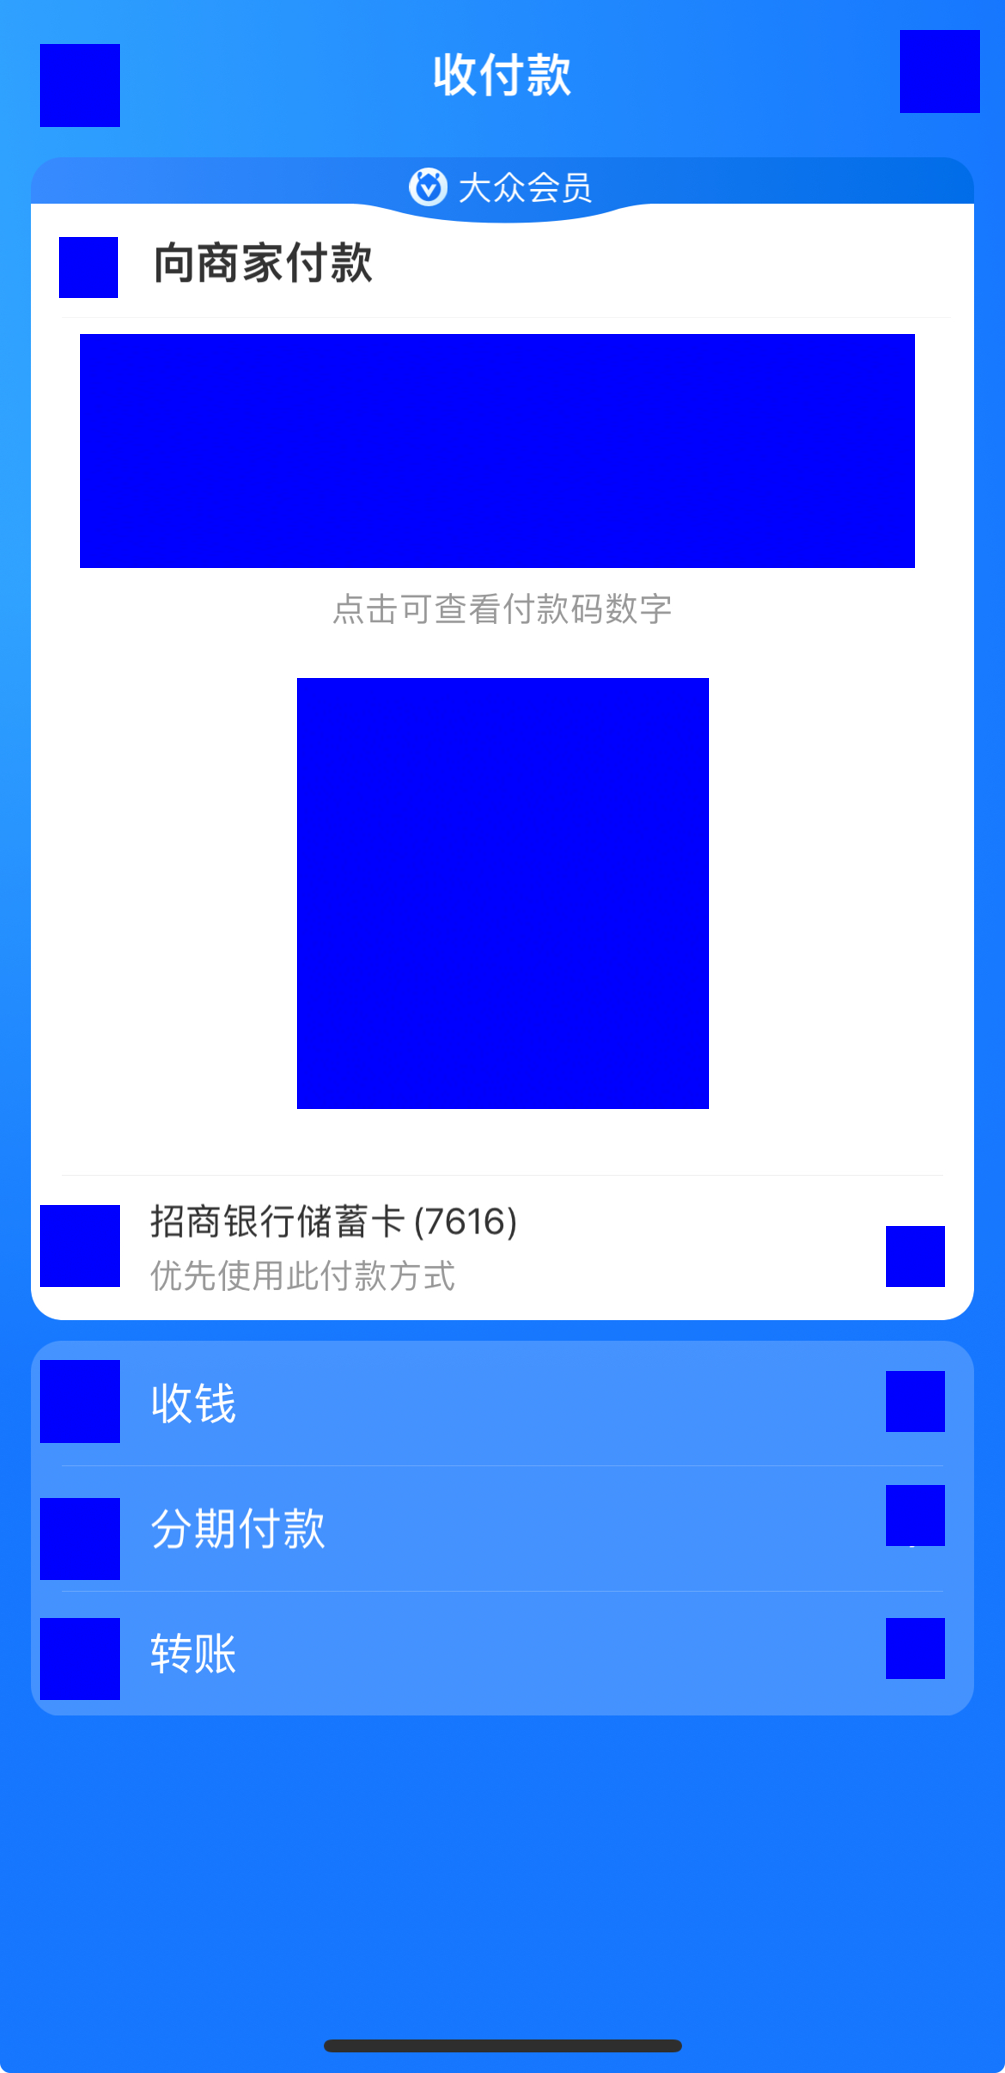 收付款
大众会员
向商家付款
点击可查看付款码数字
招商银行储蓄卡(7616)
优先使用此付款方式
收钱
分期付款
转账